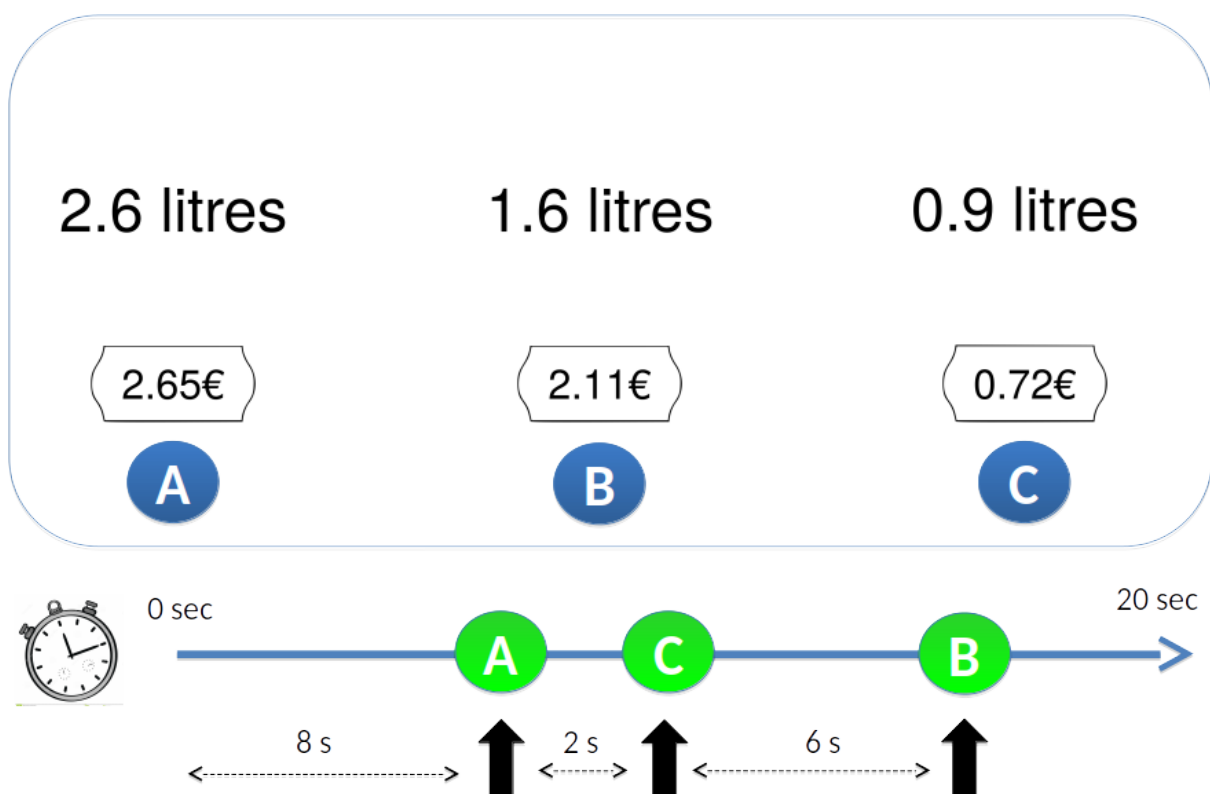 2.6 litres 1.6 litres 0.9 litres
2.65€ 2.11€ 0.72€
A B C
0 sec 20 sec
A C B
8 s 2 s 6 s